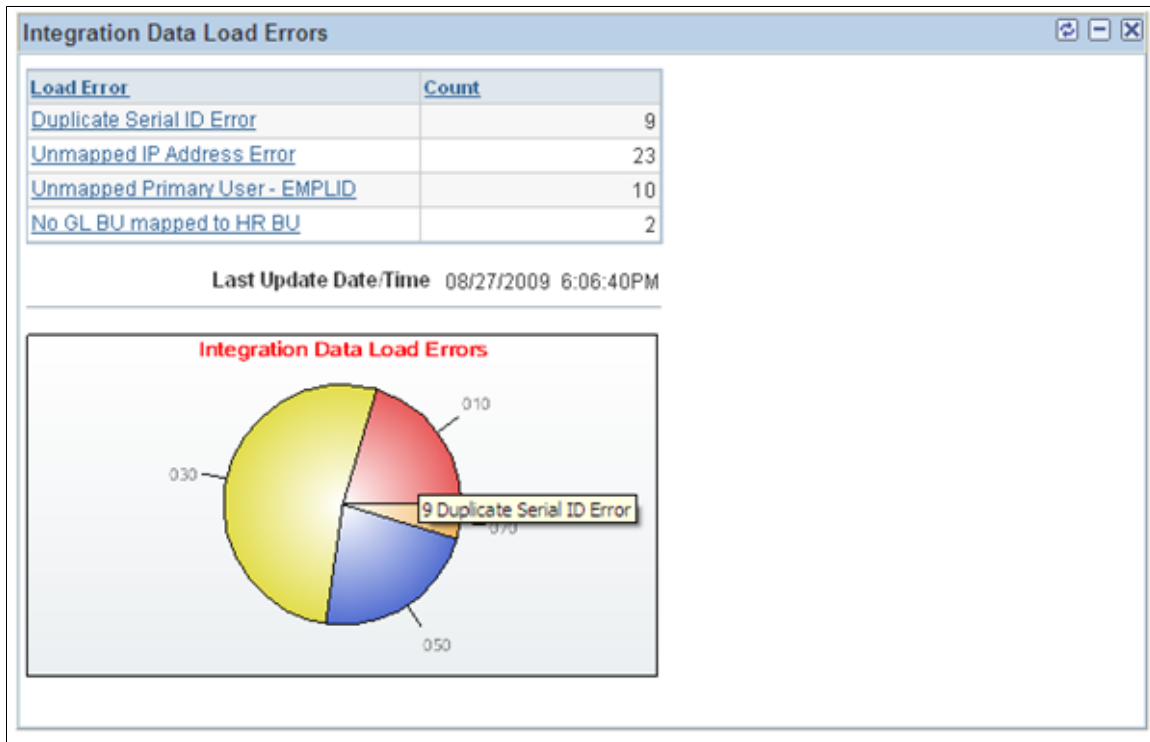 Integration Data Load Errors
Load Error Count
Duplicate Serial ID Error 9
Unmapped IP Address Error 23
Unmapped Primary User - EMPLID 10
No GL BU mapped to HR BU 2
Last Update Date/Time 08/27/2009 6:06:40PM
Integration Data Load Errors
010
030
9 Duplicate Serial ID Error
070
050